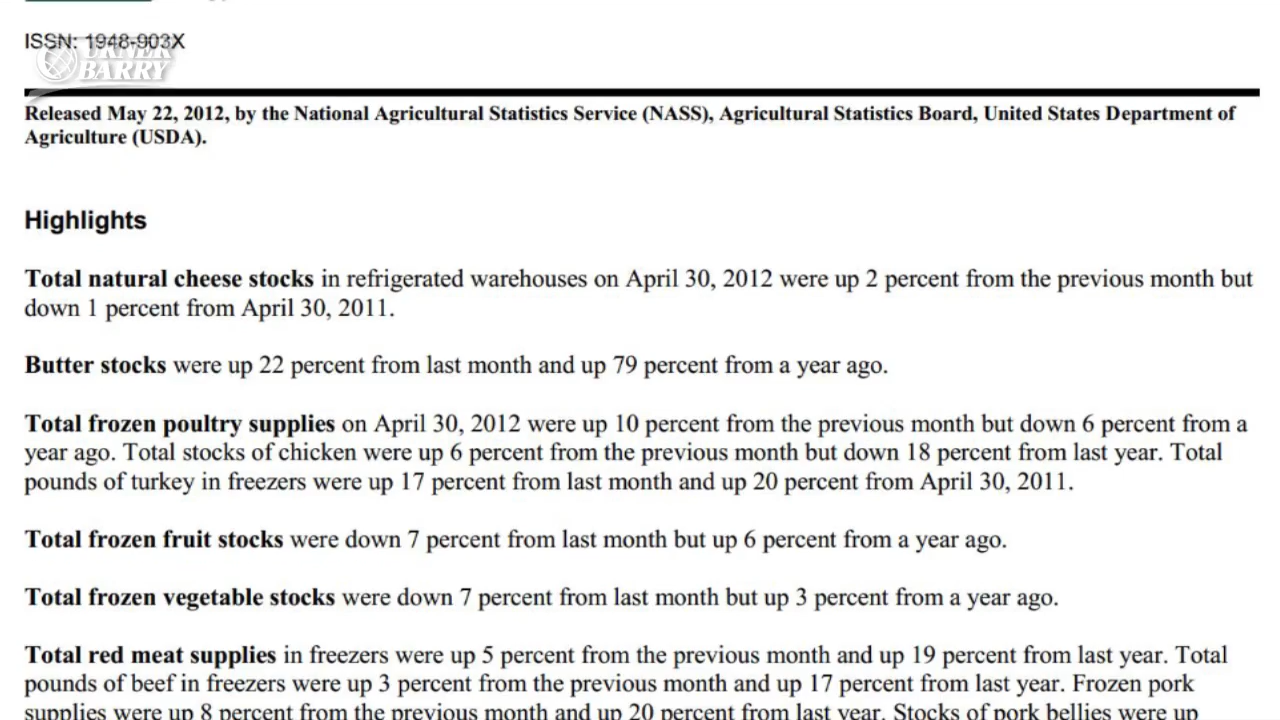 ISSN: 1948-903X
URNER
BARRY
Released May 22, 2012, by the National Agricultural Statistics Service (NASS), Agricultural Statistics Board, United States Department of
Agriculture (USDA).
Highlights
Total natural cheese stocks in refrigerated warehouses on April 30, 2012 were up 2 percent from the previous month but
down 1 percent from April 30, 2011.
Butter stocks were up 22 percent from last month and up 79 percent from a year ago.
Total frozen poultry supplies on April 30, 2012 were up 10 percent from the previous month but down 6 percent from a
year ago. Total stocks of chicken were up 6 percent from the previous month but down 18 percent from last year. Total
pounds of turkey in freezers were up 17 percent from last month and up 20 percent from April 30, 2011.
Total frozen fruit stocks were down 7 percent from last month but up 6 percent from a year ago.
Total frozen vegetable stocks were down 7 percent from last month but up 3 percent from a year ago.
Total red meat supplies in freezers were up 5 percent from the previous month and up 19 percent from last year. Total
pounds of beef in freezers were up 3 percent from the previous month and up 17 percent from last year. Frozen pork
supplies were up 8 percent from the previous month and up 20 percent from last year. Stocks of pork bellies were up